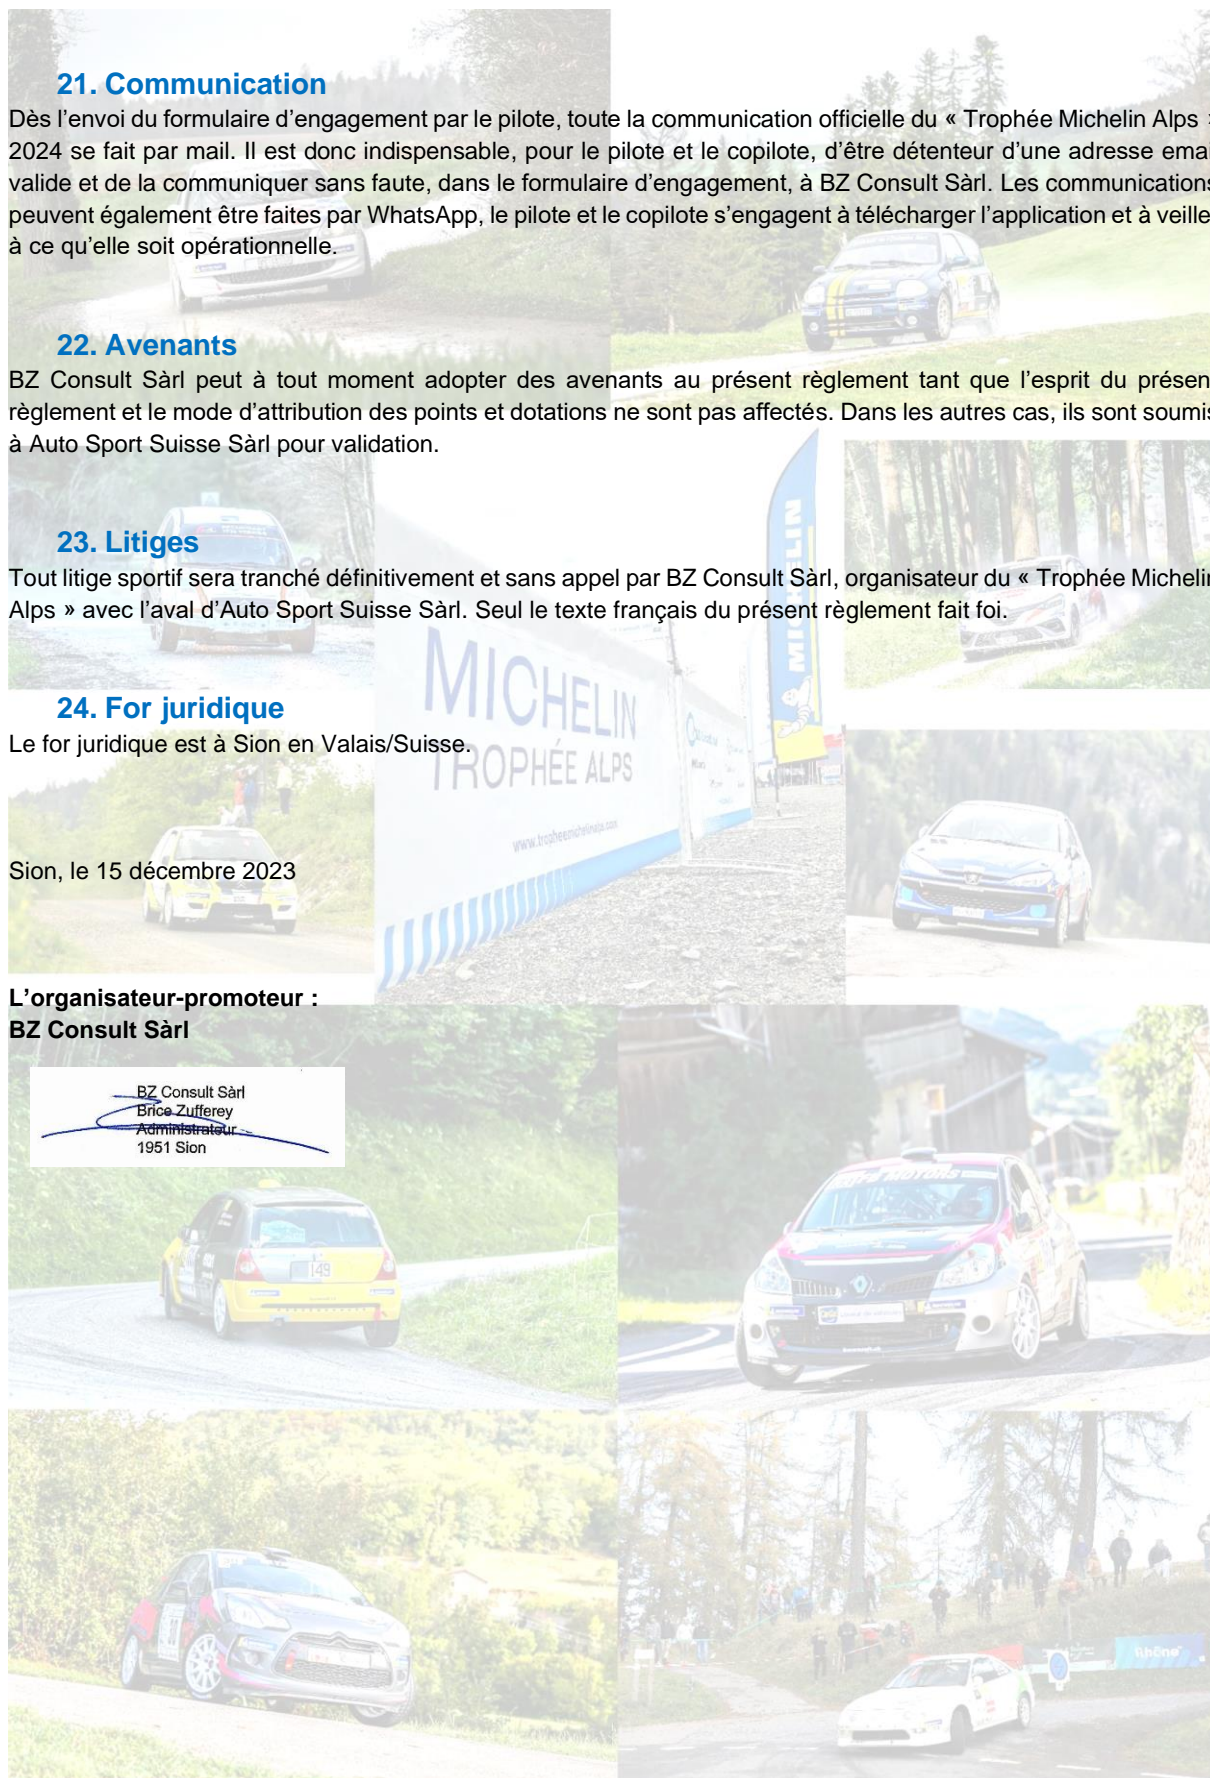 21. Communication
Dès l’envoi du formulaire d’engagement par le pilote, toute la communication officielle du « Trophée Michelin Alps »
2024 se fait par mail. Il est donc indispensable, pour le pilote et le copilote, d’être détenteur d’une adresse emai
valide et de la communiquer sans faute, dans le formulaire d’engagement, à BZ Consult Sàrl. Les communications
peuvent également être faites par WhatsApp, le pilote et le copilote s’engagent à télécharger l’application et à veille
à ce qu’elle soit opérationnelle.
22. Avenants
BZ Consult Sàrl peut à tout moment adopter des avenants au présent règlement tant que l’esprit du présen
règlement et le mode d’attribution des points et dotations ne sont pas affectés. Dans les autres cas, ils sont soumis
à Auto Sport Suisse Sàrl pour validation.
23. Litiges
Tout litige sportif sera tranché définitivement et sans appel par BZ Consult Sàrl, organisateur du « Trophée Michelin
Alps » avec l’aval d’Auto Sport Suisse Sàrl. Seul le texte français du présent règlement fait foi.
MICHELIN
MICHELIN
TROPHÉE ALPS
www.tropheemichelinalps.com
24. For juridique
Le for juridique est à Sion en Valais/Suisse.
Sion, le 15 décembre 2023
L’organisateur-promoteur :
BZ Consult Sàrl
BZ Consult Sàrl
Brice Zufferey
Administrateur
1951 Sion
149
rhône